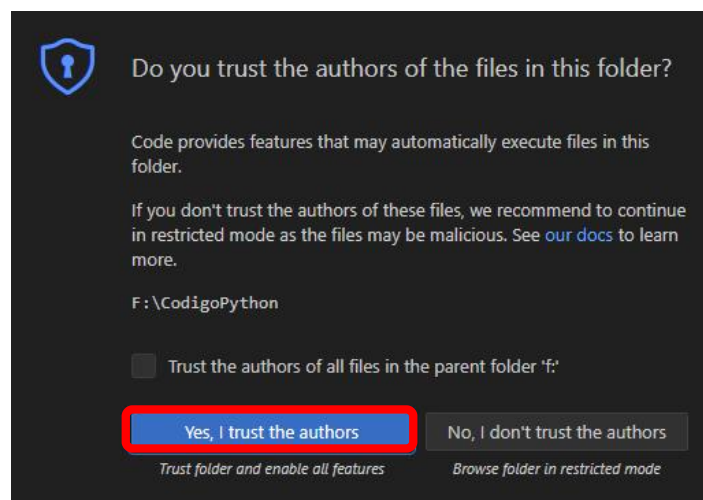 Do you trust the authors of the files in this folder?
Code provides features that may automatically execute files in this
folder.
If you don't trust the authors of these files, we recommend to continue
in restricted mode as the files may be malicious. See our docs to learn
more.
F:\CodigoPython
Trust the authors of all files in the parent folder 'f:'
Yes, I trust the authors
No, I don't trust the authors
Trust folder and enable all features
Browse folder in restricted mode